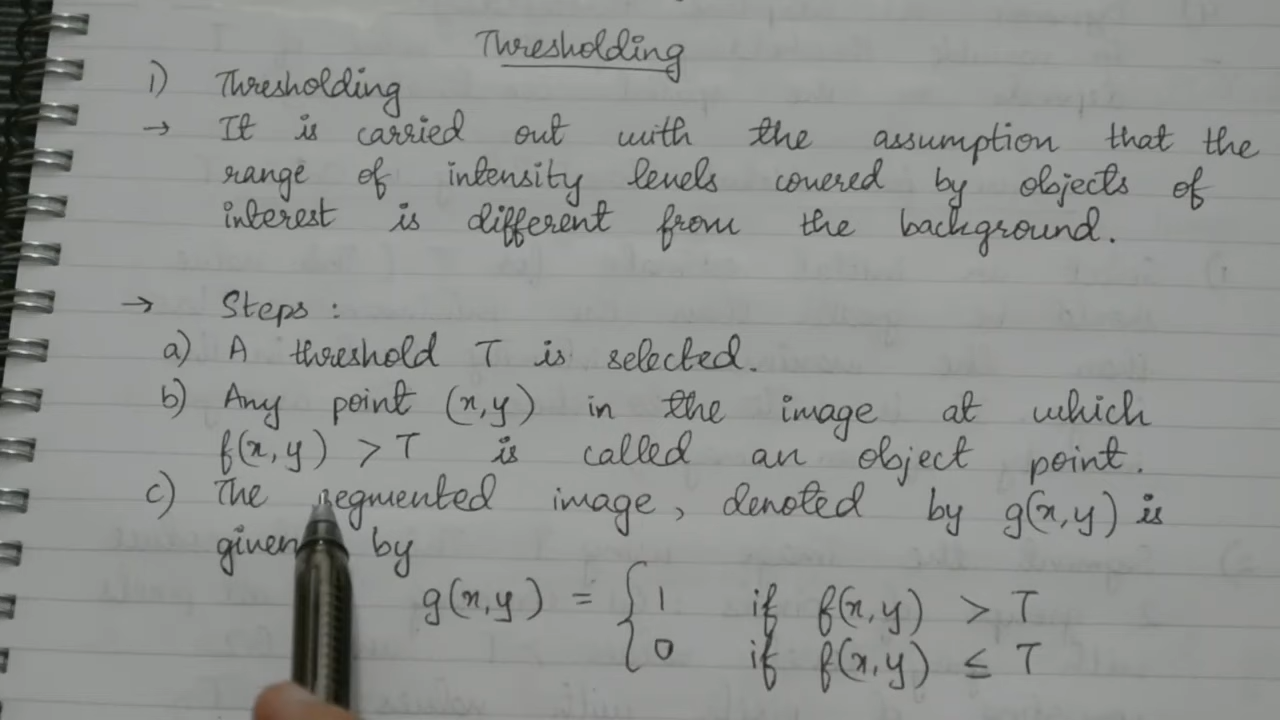 Thresholding
i) Thresholding
→ It is carried out with the assumption that the
range of intensity levels covered by objects of
interest is different from the background.
→ Steps :
a) A threshold T is selected.
b) Any point (x,y) in the image at which
f(x,y) > T is called an object point.
c) The segmented image, denoted by g(x,y) is
given by
g(x,y) = { 1 if f(x,y) > T
0 if f(x,y) ≤ T